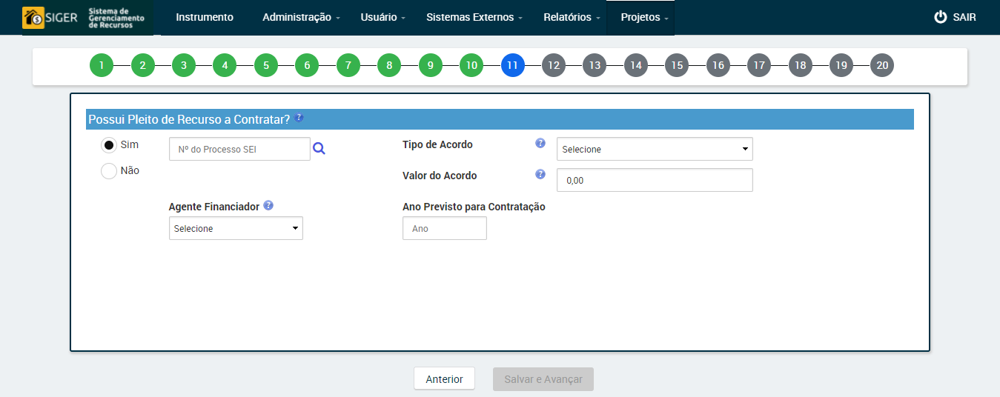 SIGER
Sistema de
Gerenciamento
de Recursos
Instrumento
Administração
Usuário
Sistemas Externos
Relatórios
Projetos
SAIR
1 2 3 4 5 6 7 8 9 10 11 12 13 14 15 16 17 18 19 20
Possui Pleito de Recurso a Contratar? ?
Sim
Nº do Processo SEI
Tipo de Acordo ?
Selecione
Não
Valor do Acordo ?
0,00
Agente Financiador ?
Ano Previsto para Contratação
Selecione
Ano
Anterior
Salvar e Avançar